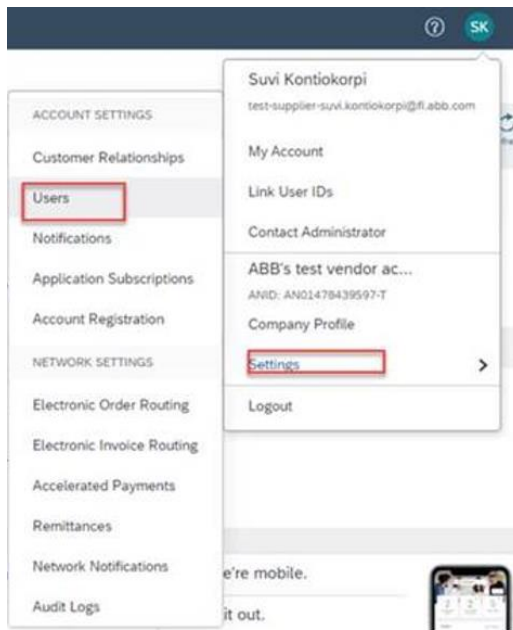 SK
Suvi Kontiokorpi
test-supplier-suvi.kontiokorpi@fi.abb.com
My Account
Link User IDs
Contact Administrator
ABB's test vendor ac...
ANID: AN01478439597-T
Company Profile
Settings
Logout
ACCOUNT SETTINGS
Customer Relationships
Users
Notifications
Application Subscriptions
Account Registration
NETWORK SETTINGS
Electronic Order Routing
Electronic Invoice Routing
Accelerated Payments
Remittances
Network Notifications
Audit Logs
e're mobile.
it out.